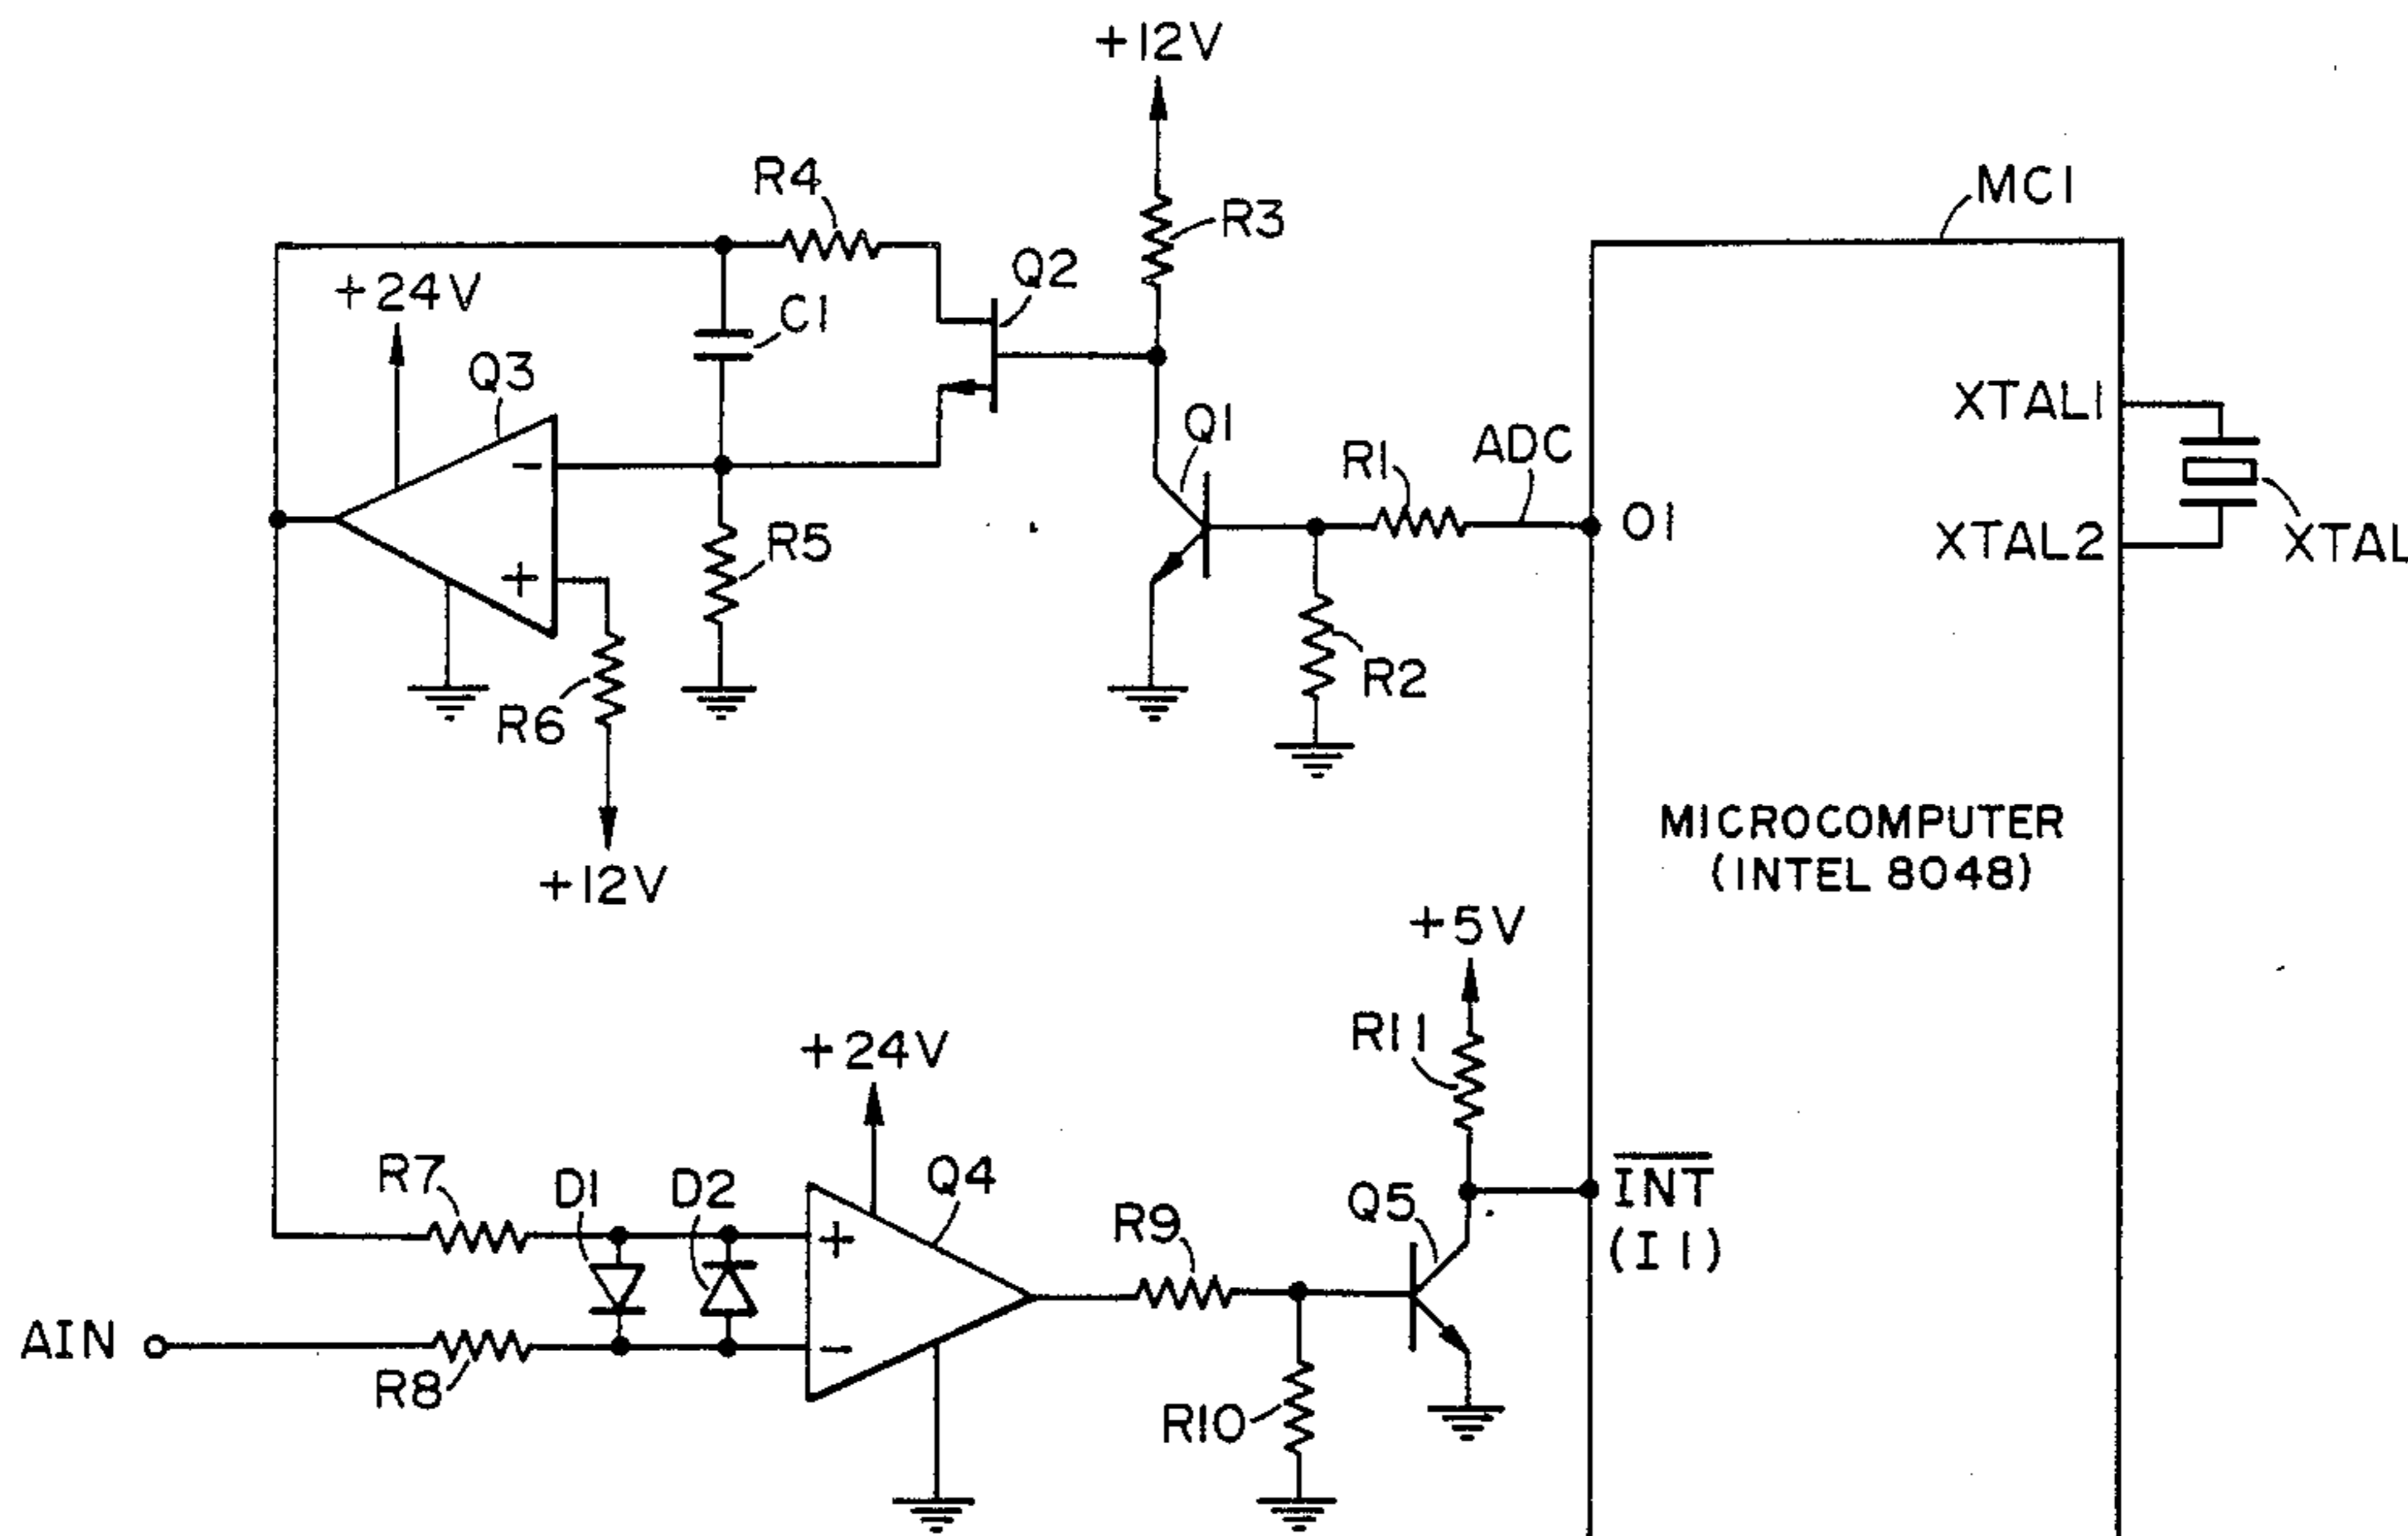 +12V
R4
R3
MC1
+24V
Q2
C1
Q3
XTAL1
Q1
R1
ADC
-
R5
O1
XTAL2
XTAL
+
R2
R6
+12V
MICROCOMPUTER
(INTEL 8048)
+5V
+24V
R11
R7
D1
D2
Q4
INT
R9
Q5
+
(I1)
AIN
-
R8
R10